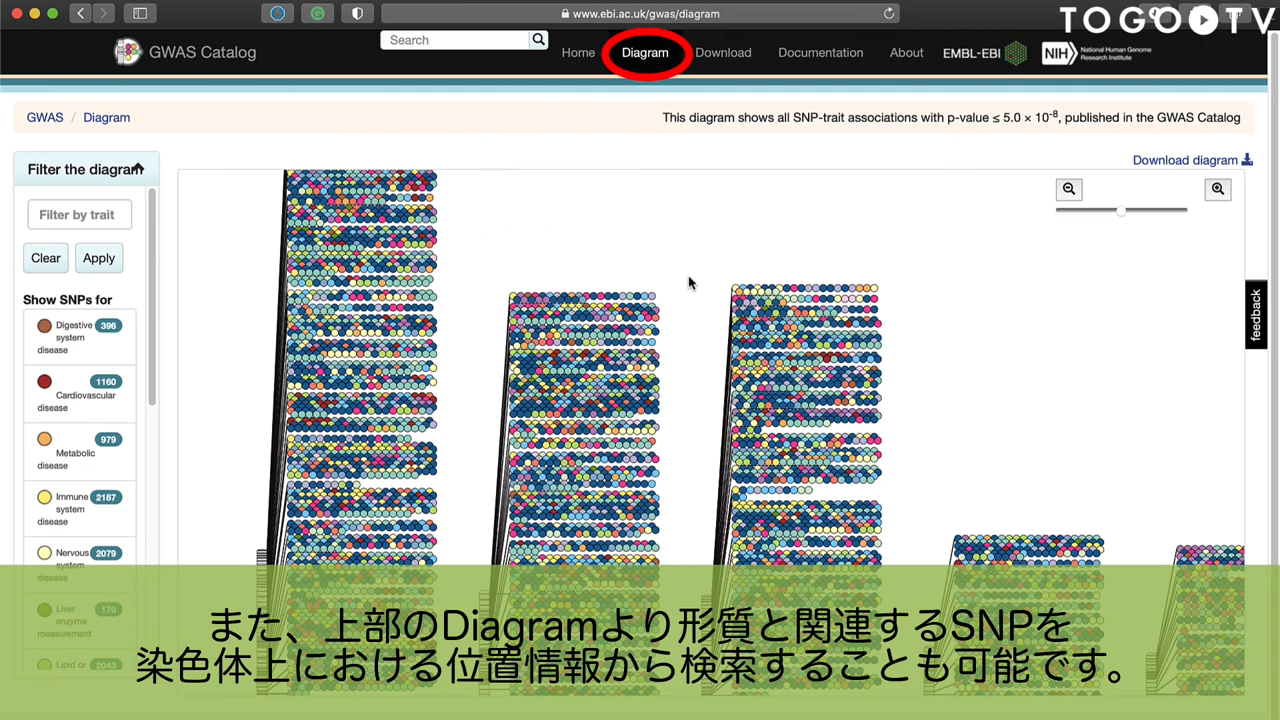 www.ebi.ac.uk/gwas/diagram
TOGO TV
GWAS Catalog
Search
Home
Diagram
Download
Documentation
About
EMBL-EBI
NIH
National Human Genome
Research Institute
GWAS / Diagram
This diagram shows all SNP-trait associations with p-value ≤ 5.0 × 10-8, published in the GWAS Catalog
Download diagram
Filter the diagram
Filter by trait
Clear
Apply
Show SNPs for
Digestive system disease 396
Cardiovascular disease 1160
Metabolic disease 979
Immune system disease 2187
Nervous system disease 2079
Liver enzyme measurement 170
Lipid or 2043
feedback
また、上部のDiagramより形質と関連するSNPを
染色体上における位置情報から検索することも可能です。